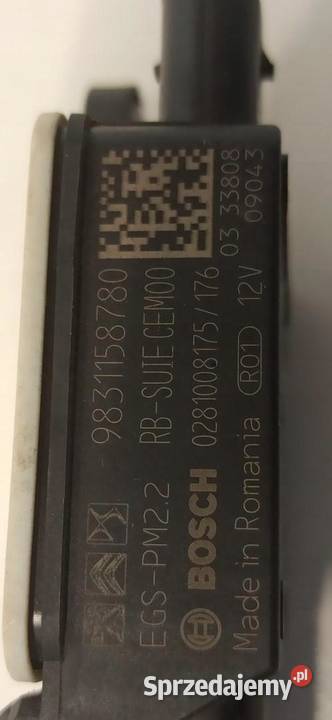 9831158780
EGS-PM2.2 RB-SUIE CEM00
BOSCH 0281008175/176 03 33808
Made in Romania R01 12V 09043
Sprzedajemy.pl